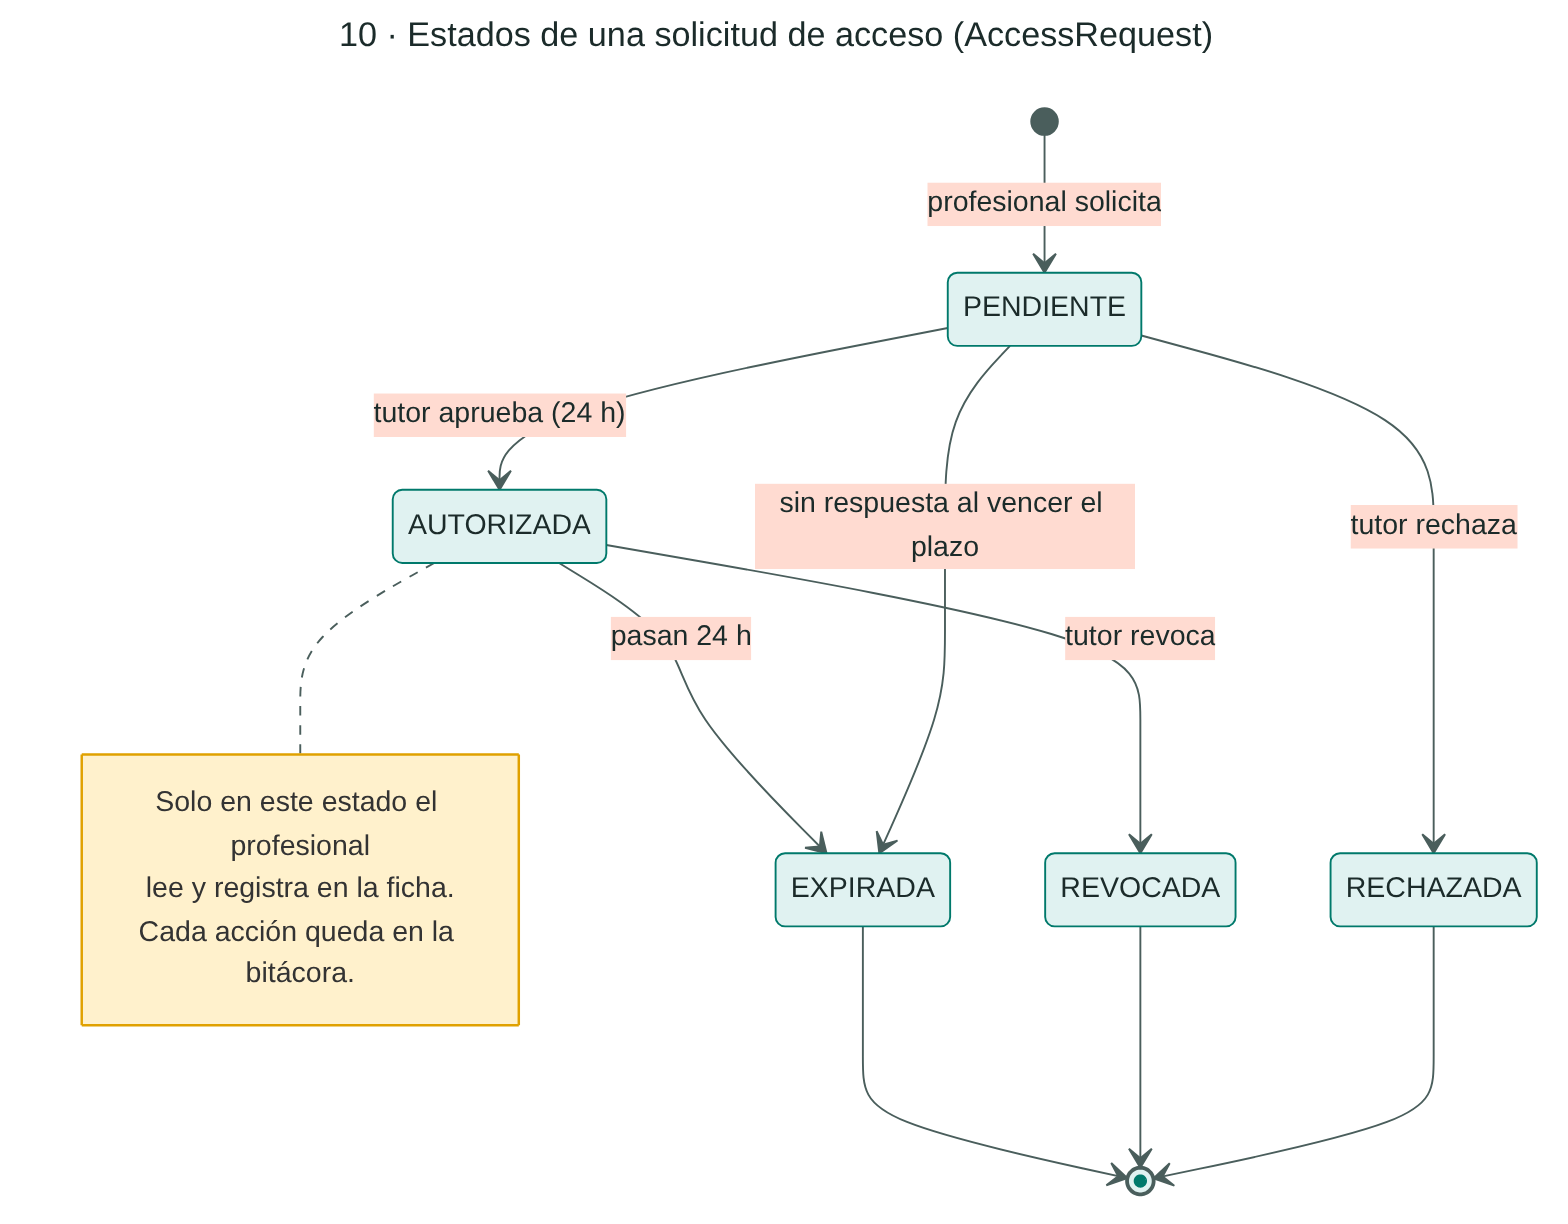 10 · Estados de una solicitud de acceso (AccessRequest)
profesional solicita
PENDIENTE
tutor aprueba (24 h)
sin respuesta al vencer el
plazo
tutor rechaza
AUTORIZADA
pasan 24 h
tutor revoca
Solo en este estado el
profesional
lee y registra en la ficha.
Cada acción queda en la
bitácora.
EXPIRADA
REVOCADA
RECHAZADA